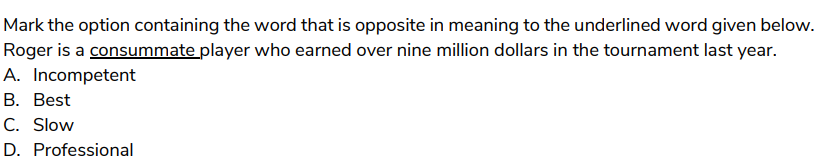 Mark the option containing the word that is opposite in meaning to the underlined word given below.
Roger is a consummate player who earned over nine million dollars in the tournament last year.
A. Incompetent
B. Best
C. Slow
D. Professional